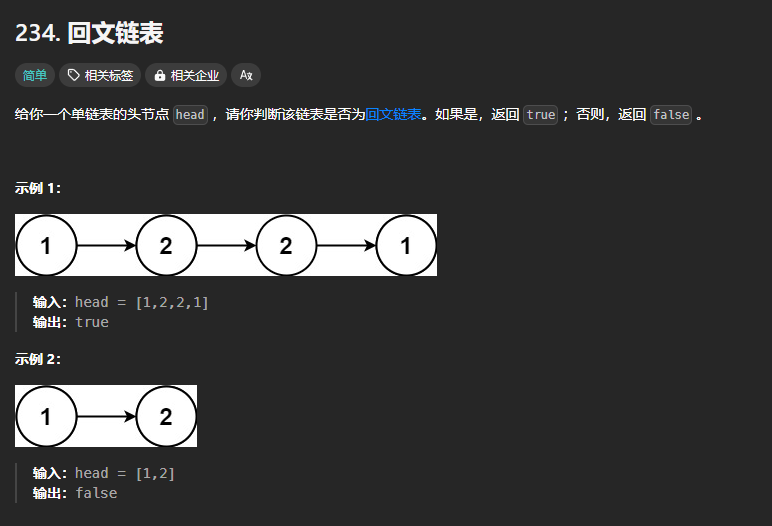 234. 回文链表
简单 相关标签 相关企业 AA
给你一个单链表的头节点 head ，请你判断该链表是否为回文链表。如果是，返回 true ；否则，返回 false 。
示例 1：
1 2 2 1
输入：head = [1,2,2,1]
输出：true
示例 2：
1 2
输入：head = [1,2]
输出：false